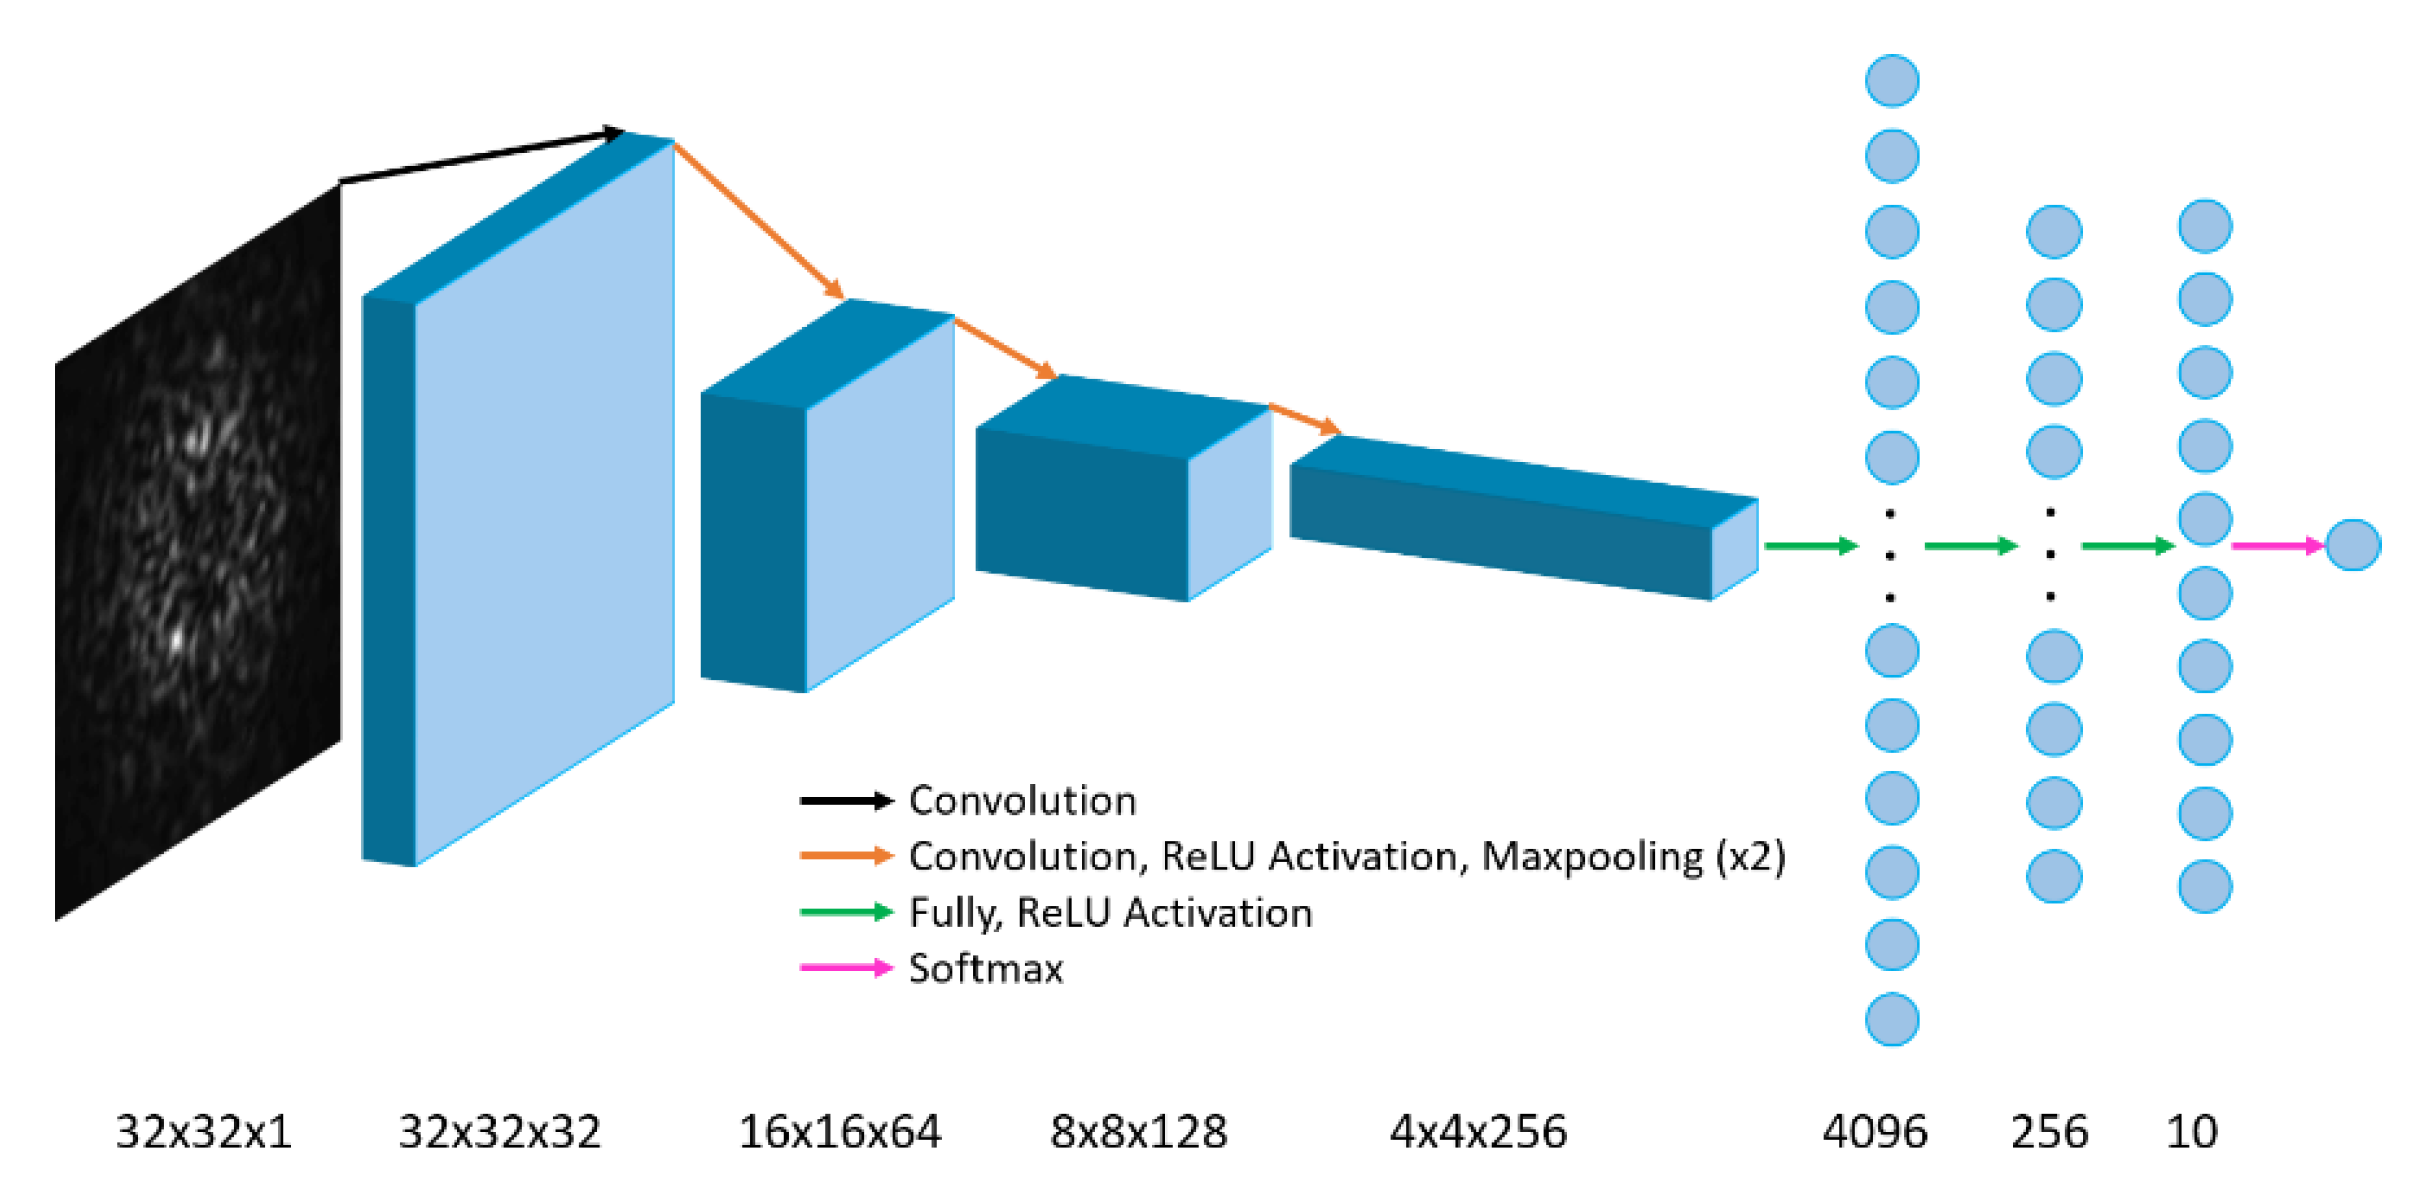 Convolution
Convolution, ReLU Activation, Maxpooling (x2)
Fully, ReLU Activation
Softmax
32x32x1 32x32x32 16x16x64 8x8x128 4x4x256 4096 256 10